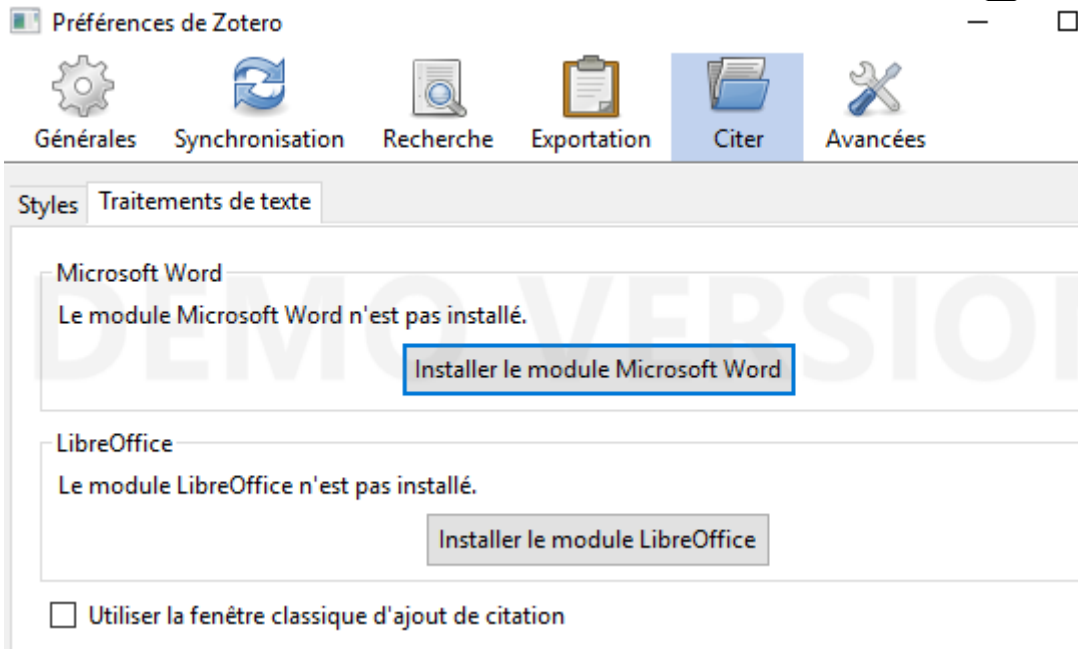 Préférences de Zotero
Générales Synchronisation Recherche Exportation Citer Avancées
Styles Traitements de texte
Microsoft Word
Le module Microsoft Word n'est pas installé.
DEMO VERSION
Installer le module Microsoft Word
LibreOffice
Le module LibreOffice n'est pas installé.
Installer le module LibreOffice
Utiliser la fenêtre classique d'ajout de citation